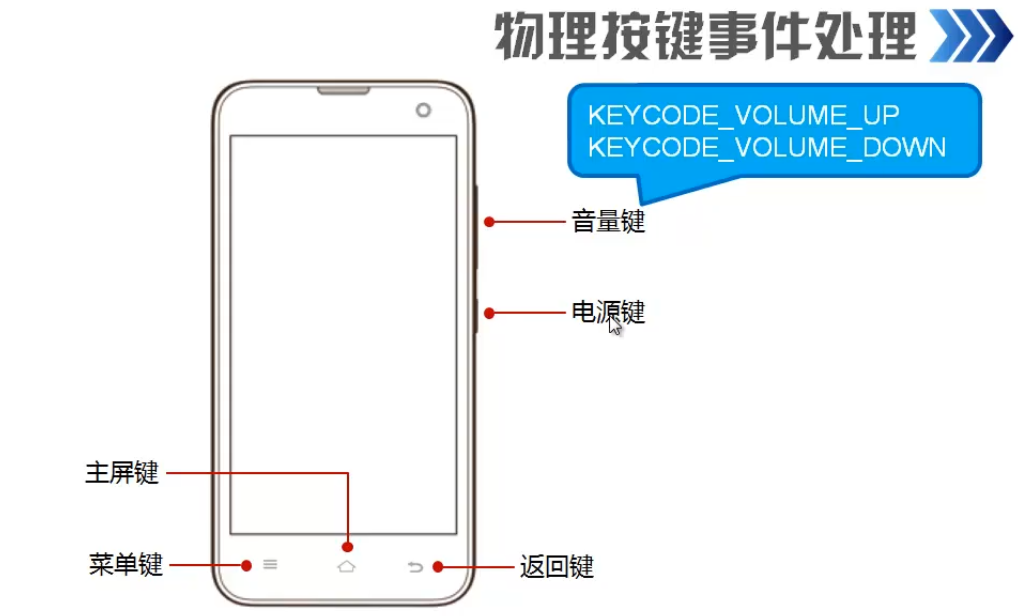 物理按键事件处理
KEYCODE_VOLUME_UP
KEYCODE_VOLUME_DOWN
音量键
电源键
主屏键
菜单键
返回键